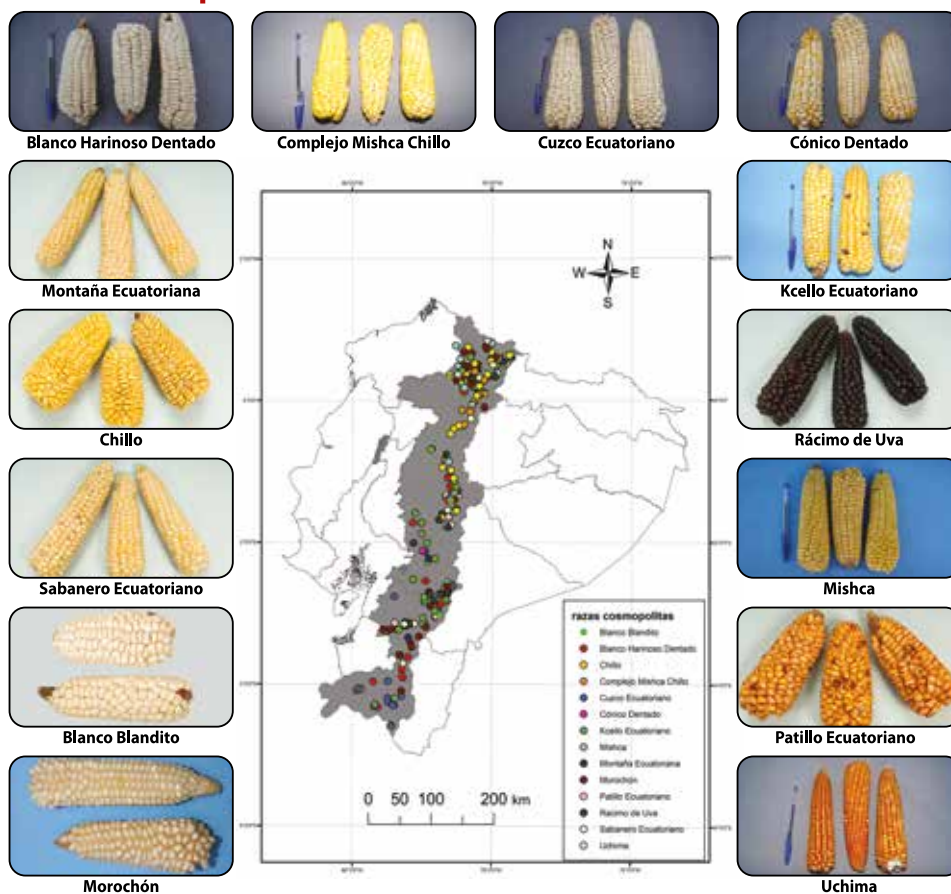 Blanco Harinoso Dentado
Complejo Mishca Chillo
Cuzco Ecuatoriano
Cónico Dentado
Montaña Ecuatoriana
Kcello Ecuatoriano
Chillo
Rácimo de Uva
Sabanero Ecuatoriano
Mishca
Blanco Blandito
Patillo Ecuatoriano
Morochón
Uchima
N
W E
S
razas cosmopolitas
Blanco Blandito
Blanco Harinoso Dentado
Chillo
Complejo Mishca Chillo
Cuzco Ecuatoriano
Cónico Dentado
Kcello Ecuatoriano
Mishca
Montaña Ecuatoriana
Morochón
Patillo Ecuatoriano
Racimo de Uva
Sabanero Ecuatoriano
Uchima
0 50 100 200 km